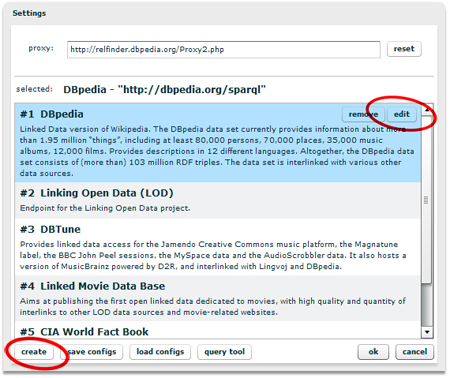 Settings
proxy: http://relfinder.dbpedia.org/Proxy2.php reset
selected: DBpedia - "http://dbpedia.org/sparql"
#1 DBpedia remove edit
Linked Data version of Wikipedia. The DBpedia data set currently provides information about more
than 1.95 million "things", including at least 80,000 persons, 70,000 places, 35,000 music
albums, 12,000 films. Provides descriptions in 12 different languages. Altogether, the DBpedia data
set consists of (more than) 103 million RDF triples. The data set is interlinked with various other
data sources.
#2 Linking Open Data (LOD)
Endpoint for the Linking Open Data project.
#3 DBTune
Provides linked data access for the Jamendo Creative Commons music platform, the Magnatune
label, the BBC John Peel sessions, the MySpace data and the AudioScrobbler data. It also hosts a
version of MusicBrainz powered by D2R, and interlinked with Lingvoj and DBpedia.
#4 Linked Movie Data Base
Aims at publishing the first open linked data dedicated to movies, with high quality and quantity of
interlinks to other LOD data sources and movie-related websites.
#5 CIA World Fact Book
create save configs load configs query tool ok cancel